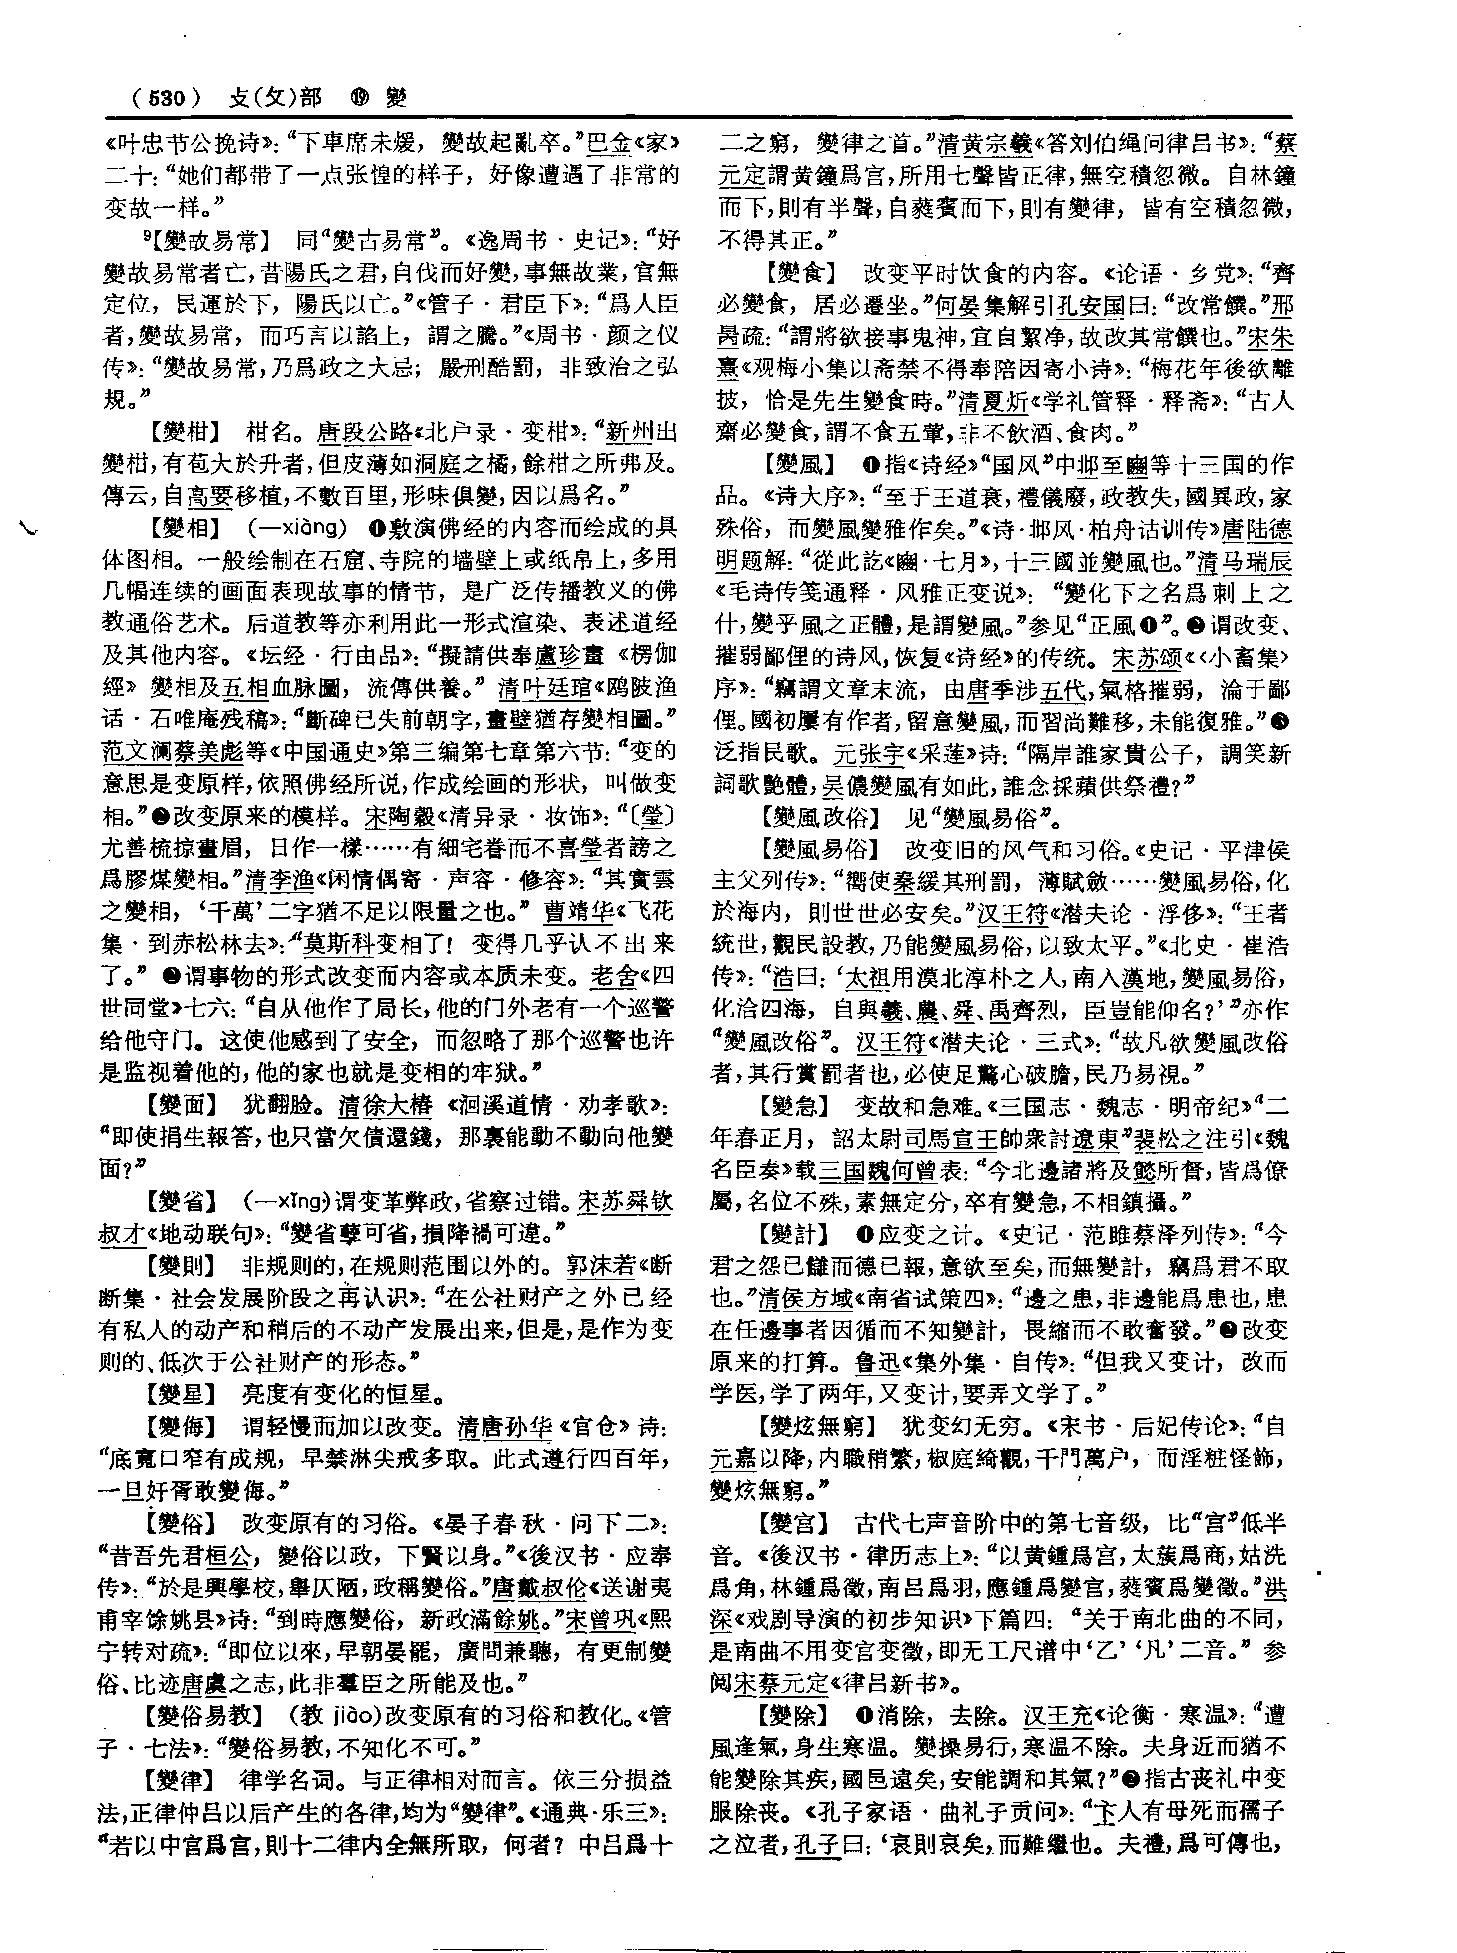 （530） 攴(攵)部 ⑲ 變
《叶忠节公挽诗》：“下車席未煖，變故起亂卒。”巴金《家》
二十：“她们都带了一点张惶的样子，好像遭遇了非常的
变故一样。”
⁹【變故易常】 同“變古易常”。《逸周书·史记》：“好
變故易常者亡，昔陽氏之君，自伐而好變，事無故業，官無
定位，民運於下，陽氏以亡。”《管子·君臣下》：“爲人臣
者，變故易常，而巧言以諂上，謂之騰。”《周书·颜之仪
传》：“變故易常，乃爲政之大忌；嚴刑酷罰，非致治之弘
規。”
【變柑】 柑名。唐段公路《北户录·变柑》：“新州出
變柑，有苞大於升者，但皮薄如洞庭之橘，餘柑之所弗及。
傳云，自高要移植，不數百里，形味俱變，因以爲名。”
【變相】 （—xiàng）❶敷演佛经的内容而绘成的具
体图相。一般绘制在石窟、寺院的墙壁上或纸帛上，多用
几幅连续的画面表现故事的情节，是广泛传播教义的佛
教通俗艺术。后道教等亦利用此一形式渲染、表述道经
及其他内容。《坛经·行由品》：“擬請供奉盧珍畫《楞伽
經》變相及五相血脉圖，流傳供養。”清叶廷琯《鸥陂渔
话·石唯庵残稿》：“斷碑已失前朝字，畫壁猶存變相圖。”
范文澜蔡美彪等《中国通史》第三编第七章第六节：“变的
意思是变原样，依照佛经所说，作成绘画的形状，叫做变
相。”❷改变原来的模样。宋陶穀《清异录·妆饰》：“〔瑩〕
尤善梳掠畫眉，日作一樣……有細宅眷而不喜瑩者謗之
爲膠煤變相。”清李渔《闲情偶寄·声容·修容》：“其實雲
之變相，‘千萬’二字猶不足以限量之也。”曹靖华《飞花
集·到赤松林去》：“莫斯科变相了！变得几乎认不出来
了。”❸谓事物的形式改变而内容或本质未变。老舍《四
世同堂》七六：“自从他作了局长，他的门外老有一个巡警
给他守门。这使他感到了安全，而忽略了那个巡警也许
是监视着他的，他的家也就是变相的牢狱。”
【變面】 犹翻脸。清徐大椿《洄溪道情·劝孝歌》：
“即使捐生報答，也只當欠債還錢，那裏能動不動向他變
面？”
【變省】 （—xǐng）谓变革弊政，省察过错。宋苏舜钦
叔才《地动联句》：“變省孽可省，損降禍可違。”
【變則】 非规则的，在规则范围以外的。郭沫若《断
断集·社会发展阶段之再认识》：“在公社财产之外已经
有私人的动产和稍后的不动产发展出来，但是，是作为变
则的、低次于公社财产的形态。”
【變星】 亮度有变化的恒星。
【變侮】 谓轻慢而加以改变。清唐孙华《官仓》诗：
“底寬口窄有成规，早禁淋尖戒多取。此式遵行四百年，
一旦奸胥敢變侮。”
【變俗】 改变原有的习俗。《晏子春秋·问下二》：
“昔吾先君桓公，變俗以政，下賢以身。”《後汉书·应奉
传》：“於是興學校，舉仄陋，政稱變俗。”唐戴叔伦《送谢夷
甫宰馀姚县》诗：“到時應變俗，新政滿餘姚。”宋曾巩《熙
宁转对疏》：“即位以來，早朝晏罷，廣問兼聽，有更制變
俗、比迹唐虞之志，此非羣臣之所能及也。”
【變俗易教】 （教 jiào）改变原有的习俗和教化。《管
子·七法》：“變俗易教，不知化不可。”
【變律】 律学名词。与正律相对而言。依三分损益
法，正律仲吕以后产生的各律，均为“變律”。《通典·乐三》：
“若以中宫爲宫，則十二律内全無所取，何者？中吕爲十
二之窮，變律之首。”清黄宗羲《答刘伯绳问律吕书》：“蔡
元定謂黄鐘爲宫，所用七聲皆正律，無空積忽微。自林鐘
而下，則有半聲，自蕤賓而下，則有變律，皆有空積忽微，
不得其正。”
【變食】 改变平时饮食的内容。《论语·乡党》：“齊
必變食，居必遷坐。”何晏集解引孔安国曰：“改常饌。”邢
昺疏：“謂將欲接事鬼神，宜自絜净，故改其常饌也。”宋朱
熹《观梅小集以斋禁不得奉陪因寄小诗》：“梅花年後欲離
披，恰是先生變食時。”清夏炘《学礼管释·释斋》：“古人
齋必變食，謂不食五葷，非不飲酒、食肉。”
【變風】 ❶指《诗经》“国风”中邶至豳等十三国的作
品。《诗大序》：“至于王道衰，禮儀廢，政教失，國異政，家
殊俗，而變風變雅作矣。”《诗·邶风·柏舟诂训传》唐陆德
明题解：“從此訖《豳·七月》，十三國並變風也。”清马瑞辰
《毛诗传笺通释·风雅正变说》：“變化下之名爲刺上之
什，變乎風之正體，是謂變風。”参见“正風❶”。❷谓改变、
摧弱鄙俚的诗风，恢复《诗经》的传统。宋苏颂《〈小畜集〉
序》：“竊謂文章末流，由唐季涉五代，氣格摧弱，淪于鄙
俚。國初屢有作者，留意變風，而習尚難移，未能復雅。”❸
泛指民歌。元张宇《采莲》诗：“隔岸誰家貴公子，調笑新
詞歌艷體，吴儂變風有如此，誰念採蘋供祭禮？”
【變風改俗】 见“變風易俗”。
【變風易俗】 改变旧的风气和习俗。《史记·平津侯
主父列传》：“嚮使秦緩其刑罰，薄賦斂……變風易俗，化
於海内，則世世必安矣。”汉王符《潜夫论·浮侈》：“王者
統世，觀民設教，乃能變風易俗，以致太平。”《北史·崔浩
传》：“浩曰：‘太祖用漠北淳朴之人，南入漢地，變風易俗，
化洽四海，自與羲、農、舜、禹齊烈，臣豈能仰名？’”亦作
“變風改俗”。汉王符《潜夫论·三式》：“故凡欲變風改俗
者，其行賞罰者也，必使足驚心破膽，民乃易視。”
【變急】 变故和急难。《三国志·魏志·明帝纪》“二
年春正月，詔太尉司馬宣王帥衆討遼東”裴松之注引《魏
名臣奏》载三国魏何曾表：“今北邊諸將及懿所督，皆爲僚
屬，名位不殊，素無定分，卒有變急，不相鎮攝。”
【變計】 ❶应变之计。《史记·范雎蔡泽列传》：“今
君之怨已讎而德已報，意欲至矣，而無變計，竊爲君不取
也。”清侯方域《南省试策四》：“邊之患，非邊能爲患也，患
在任邊事者因循而不知變計，畏縮而不敢奮發。”❷改变
原来的打算。鲁迅《集外集·自传》：“但我又变计，改而
学医，学了两年，又变计，要弄文学了。”
【變炫無窮】 犹变幻无穷。《宋书·后妃传论》：“自
元嘉以降，内職稍繁，椒庭綺觀，千門萬户，而淫粧怪飾，
變炫無窮。”
【變宫】 古代七声音阶中的第七音级，比“宫”低半
音。《後汉书·律历志上》：“以黄鍾爲宫，太蔟爲商，姑洗
爲角，林鍾爲徵，南吕爲羽，應鍾爲變宫，蕤賓爲變徵。”洪
深《戏剧导演的初步知识》下篇四：“关于南北曲的不同，
是南曲不用变宫变徵，即无工尺谱中‘乙’‘凡’二音。”参
阅宋蔡元定《律吕新书》。
【變除】 ❶消除，去除。汉王充《论衡·寒温》：“遭
風逢氣，身生寒温。變操易行，寒温不除。夫身近而猶不
能變除其疾，國邑遠矣，安能調和其氣？”❷指古丧礼中变
服除丧。《孔子家语·曲礼子贡问》：“卞人有母死而孺子
之泣者，孔子曰：‘哀則哀矣，而難繼也。夫禮，爲可傳也，